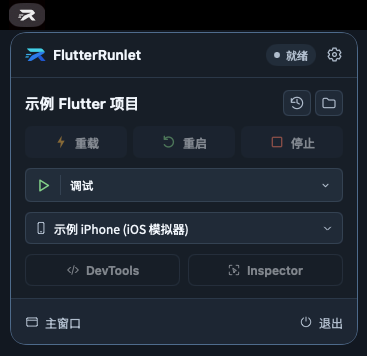 FlutterRunlet
就绪
示例 Flutter 项目
重载
重启
停止
调试
示例 iPhone (iOS 模拟器)
DevTools
Inspector
主窗口
退出